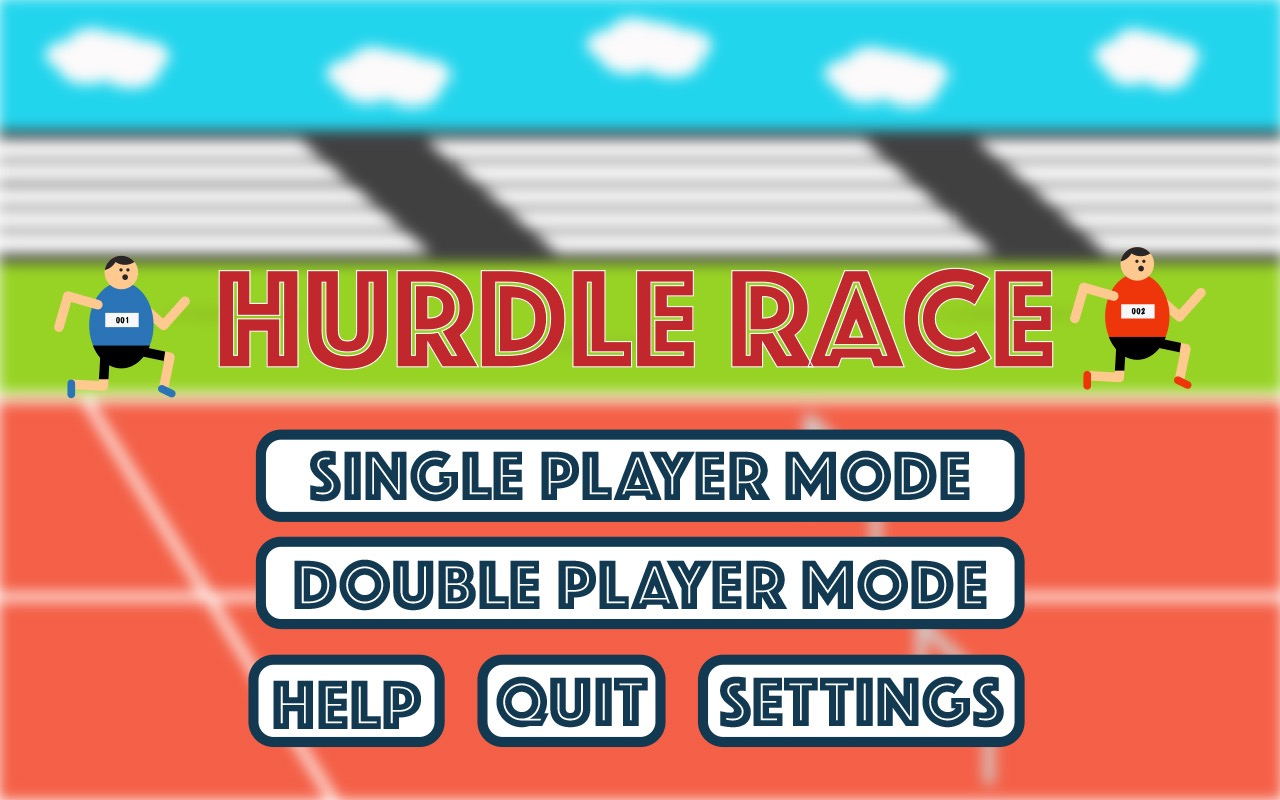 HURDLE RACE
001
002
SINGLE PLAYER MODE
DOUBLE PLAYER MODE
HELP QUIT SETTINGS